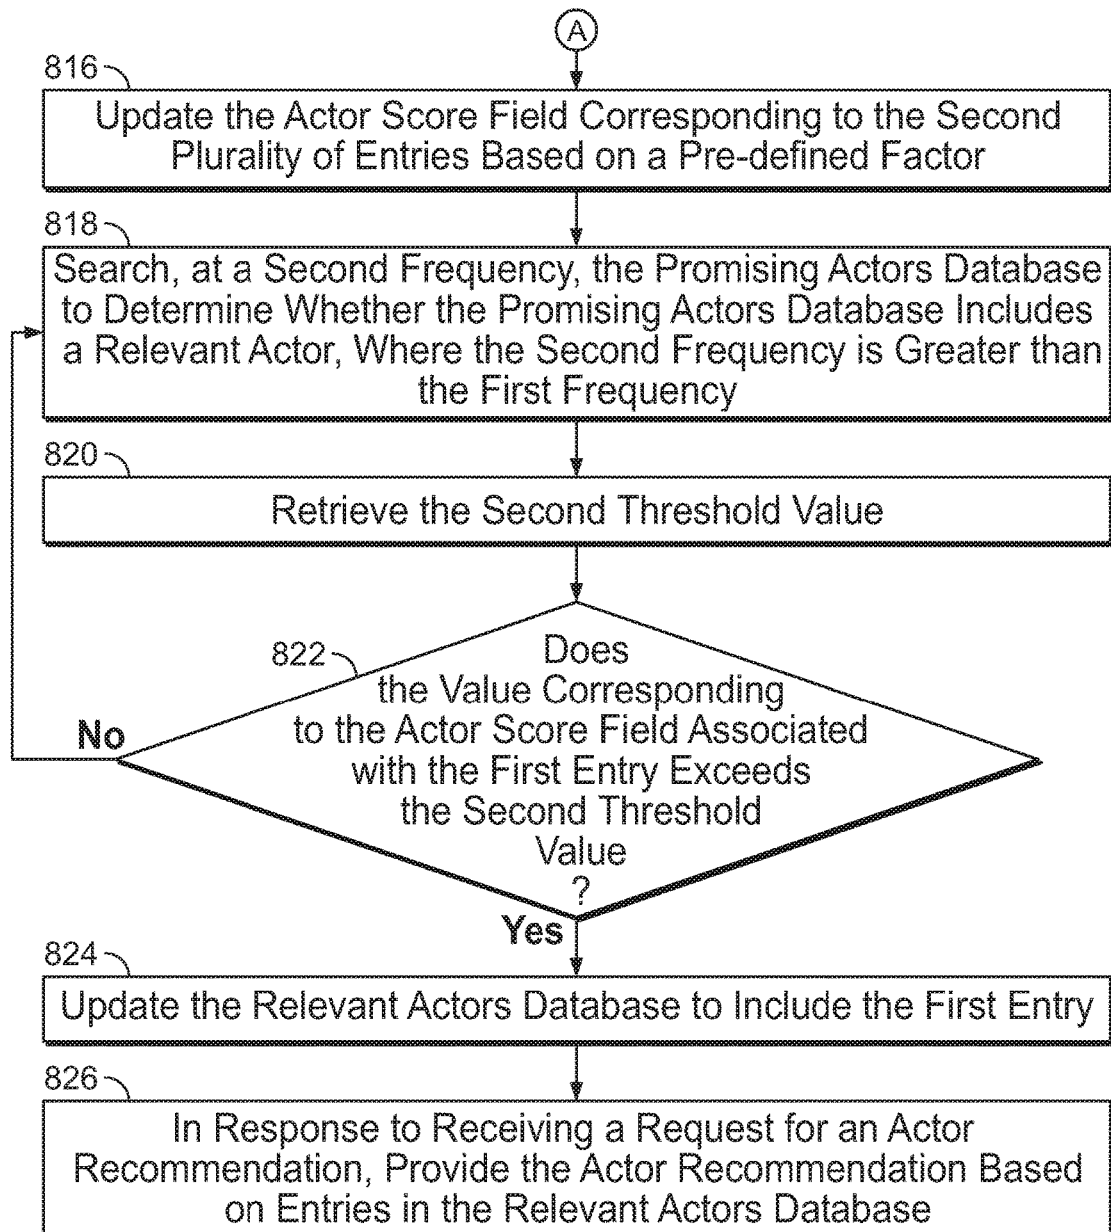 A
816
Update the Actor Score Field Corresponding to the Second
Plurality of Entries Based on a Pre-defined Factor
818
Search, at a Second Frequency, the Promising Actors Database
to Determine Whether the Promising Actors Database Includes
a Relevant Actor, Where the Second Frequency is Greater than
the First Frequency
820
Retrieve the Second Threshold Value
822
Does
the Value Corresponding
to the Actor Score Field Associated
with the First Entry Exceeds
the Second Threshold
Value
?
No
Yes
824
Update the Relevant Actors Database to Include the First Entry
826
In Response to Receiving a Request for an Actor
Recommendation, Provide the Actor Recommendation Based
on Entries in the Relevant Actors Database